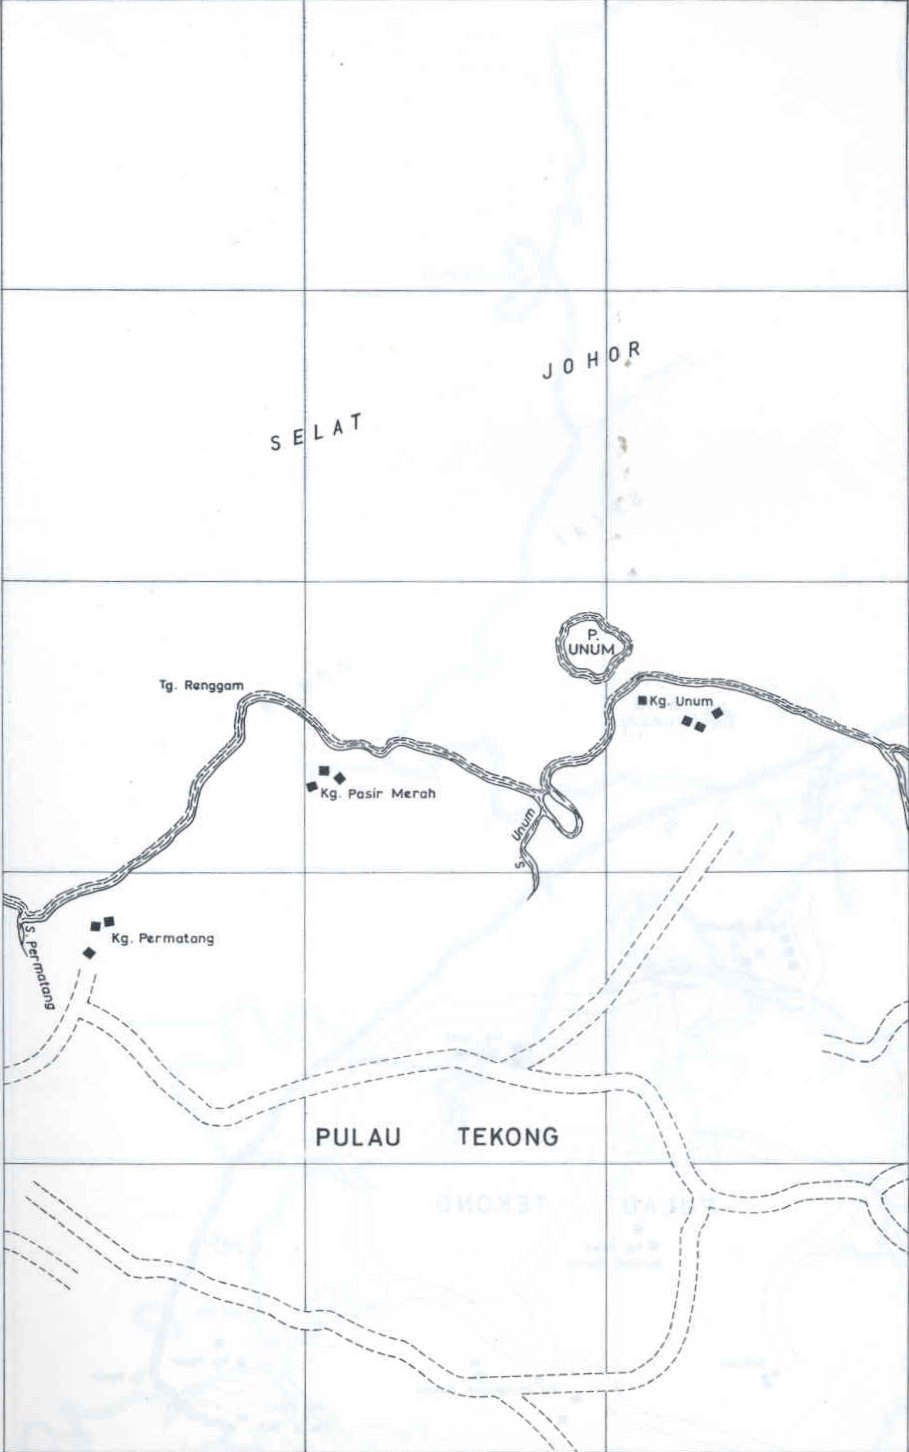 JOHOR
SELAT
P.
UNUM
Tg. Renggam
Kg. Unum
Kg. Pasir Merah
S. Unum
Kg. Permatang
S. Permatang
PULAU TEKONG